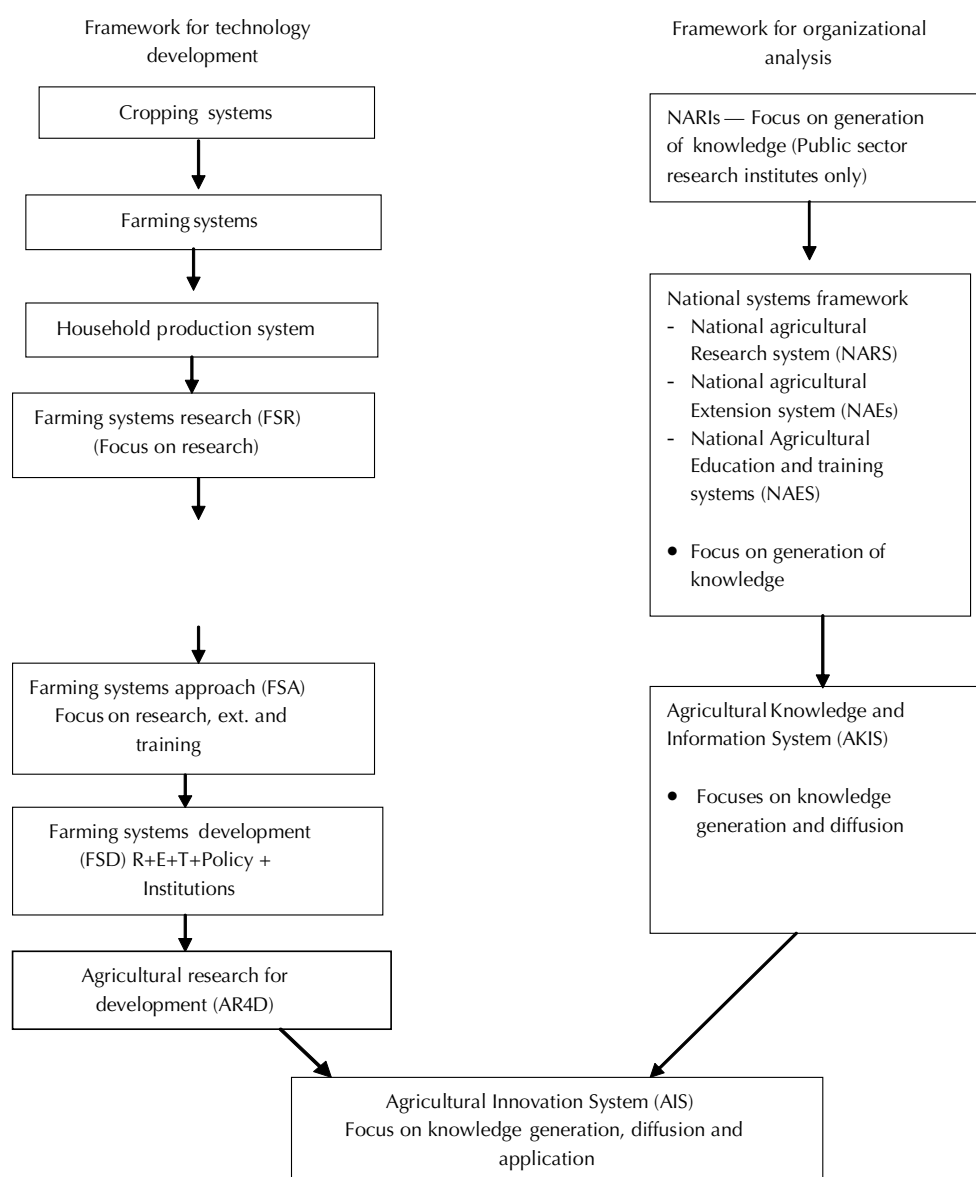 Framework for technology
development
Cropping systems
Farming systems
Household production system
Farming systems research (FSR)
(Focus on research)
Farming systems approach (FSA)
Focus on research, ext. and
training
Farming systems development
(FSD) R+E+T+Policy +
Institutions
Agricultural research for
development (AR4D)
Framework for organizational
analysis
NARIs — Focus on generation
of knowledge (Public sector
research institutes only)
National systems framework
- National agricultural
Research system (NARS)
- National agricultural
Extension system (NAEs)
- National Agricultural
Education and training
systems (NAES)
• Focus on generation of
knowledge
Agricultural Knowledge and
Information System (AKIS)
• Focuses on knowledge
generation and diffusion
Agricultural Innovation System (AIS)
Focus on knowledge generation, diffusion and
application